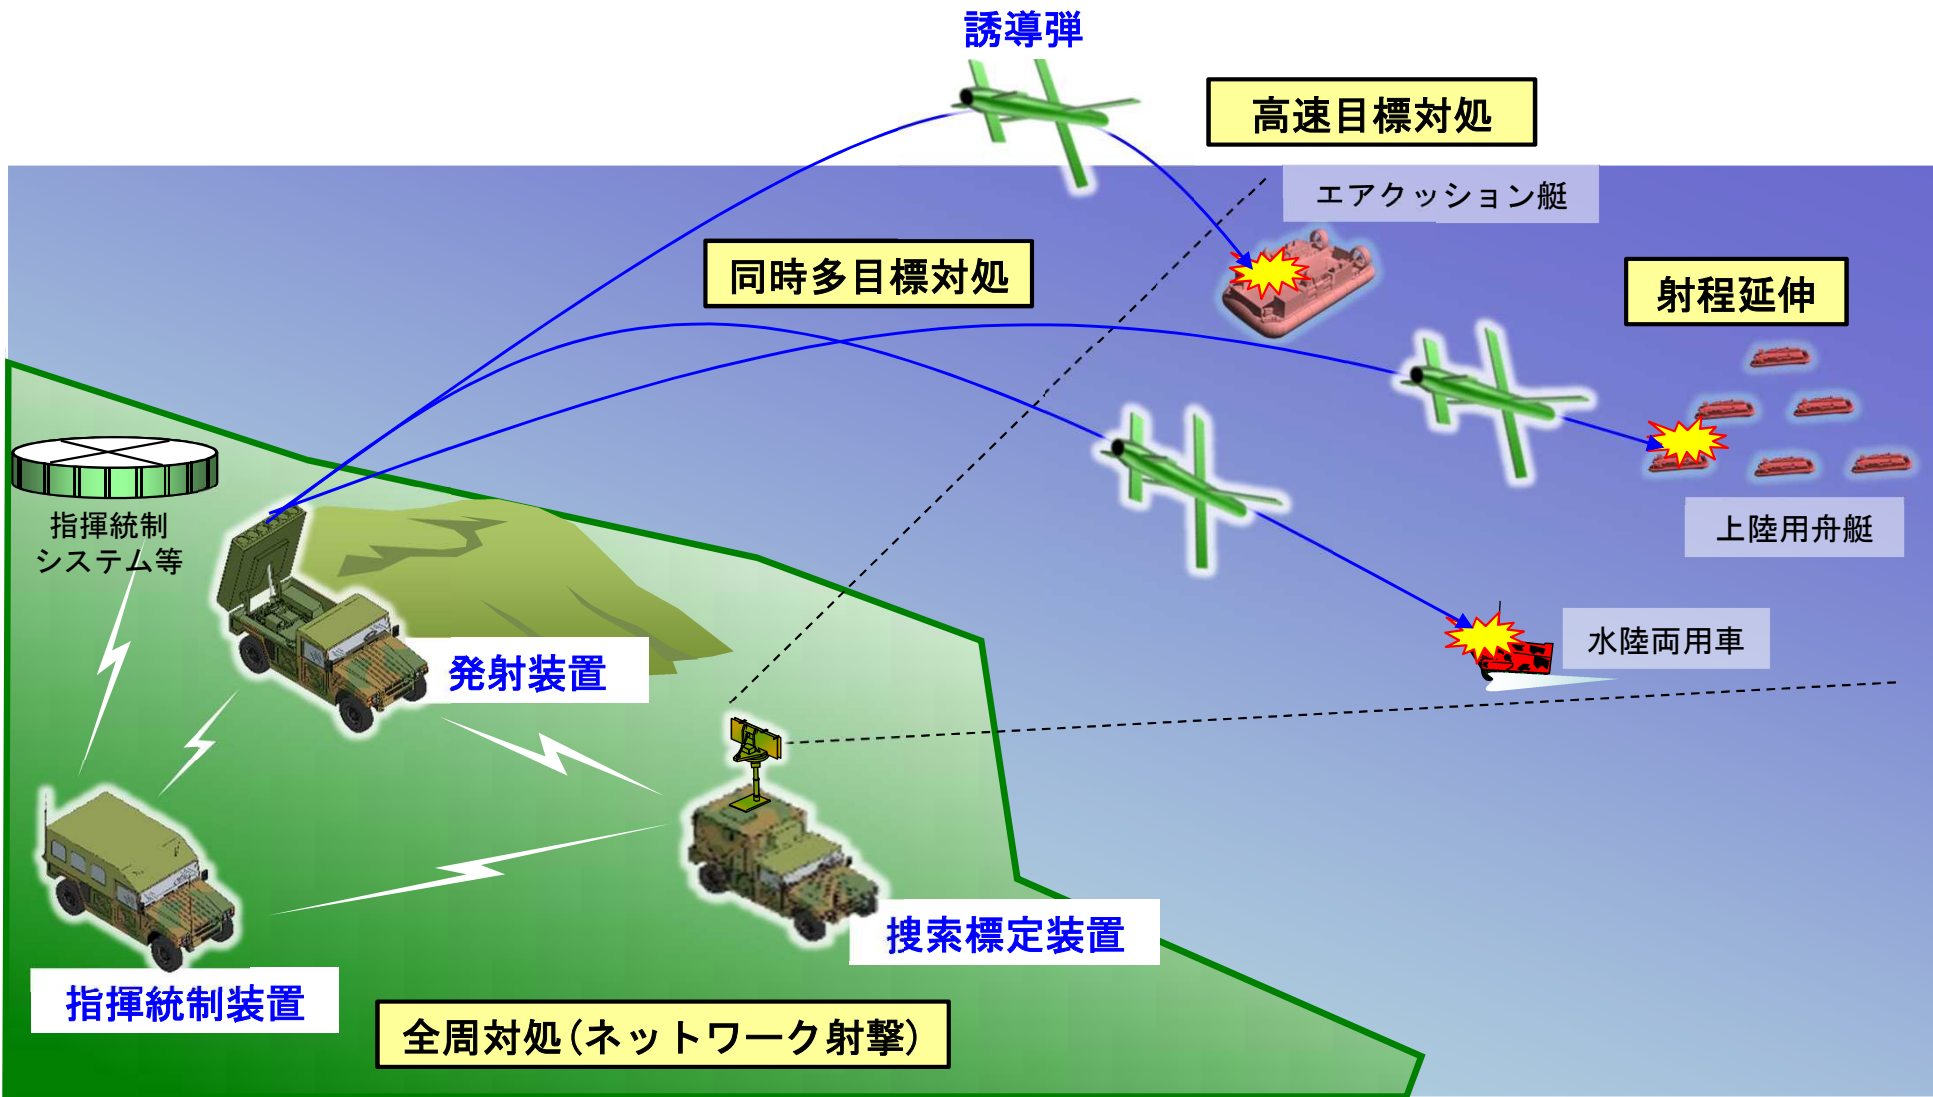 誘導弾
高速目標対処
エアクッション艇
同時多目標対処
射程延伸
指揮統制
システム等
上陸用舟艇
水陸両用車
発射装置
捜索標定装置
指揮統制装置
全周対処(ネットワーク射撃)